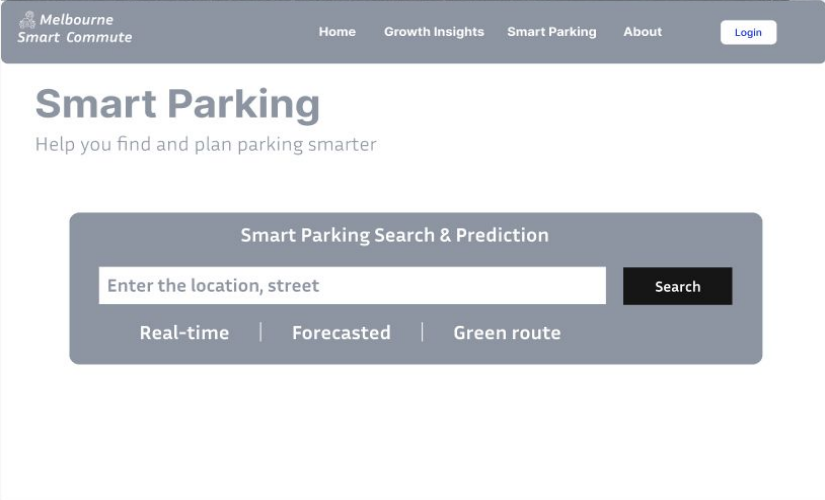 Melbourne
Smart Commute
Home Growth Insights Smart Parking About Login
Smart Parking
Help you find and plan parking smarter
Smart Parking Search & Prediction
Enter the location, street Search
Real-time | Forecasted | Green route